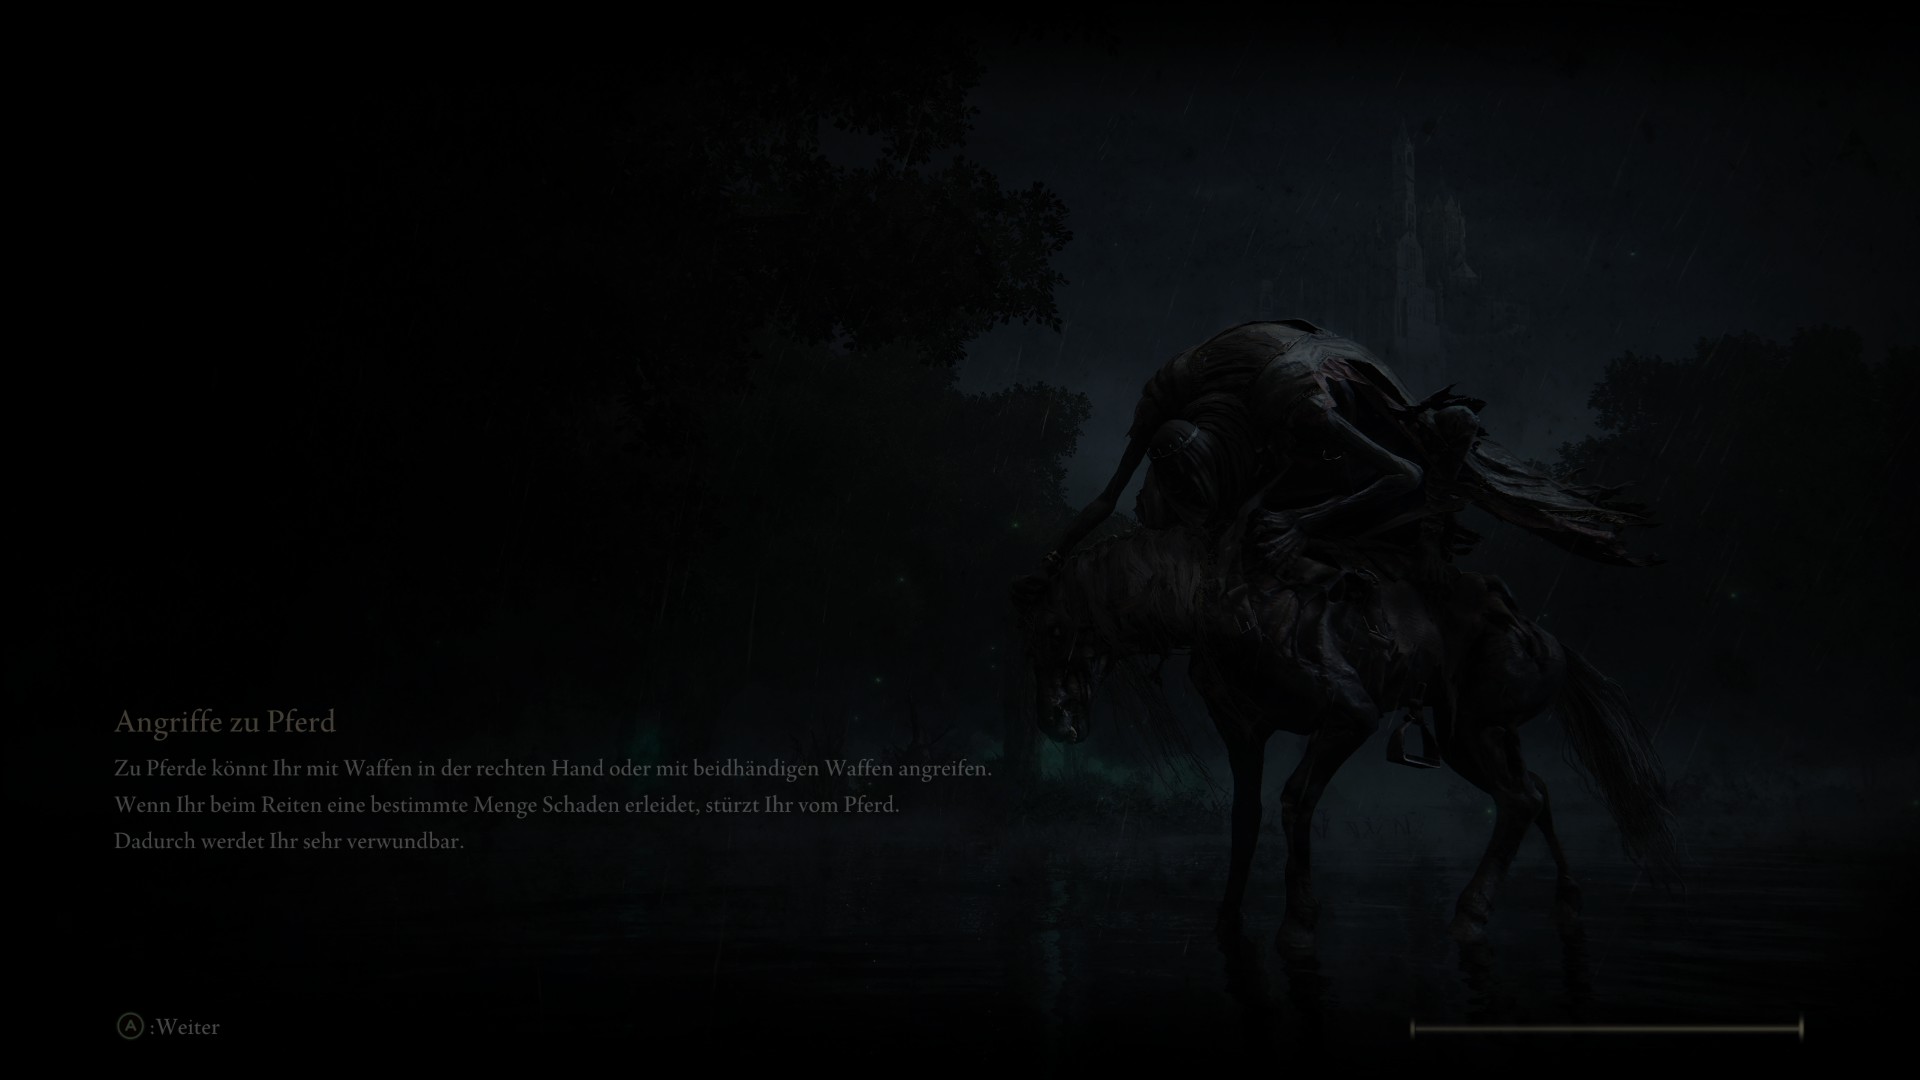 Angriffe zu Pferd
Zu Pferde könnt Ihr mit Waffen in der rechten Hand oder mit beidhändigen Waffen angreifen.
Wenn Ihr beim Reiten eine bestimmte Menge Schaden erleidet, stürzt Ihr vom Pferd.
Dadurch werdet Ihr sehr verwundbar.
A :Weiter